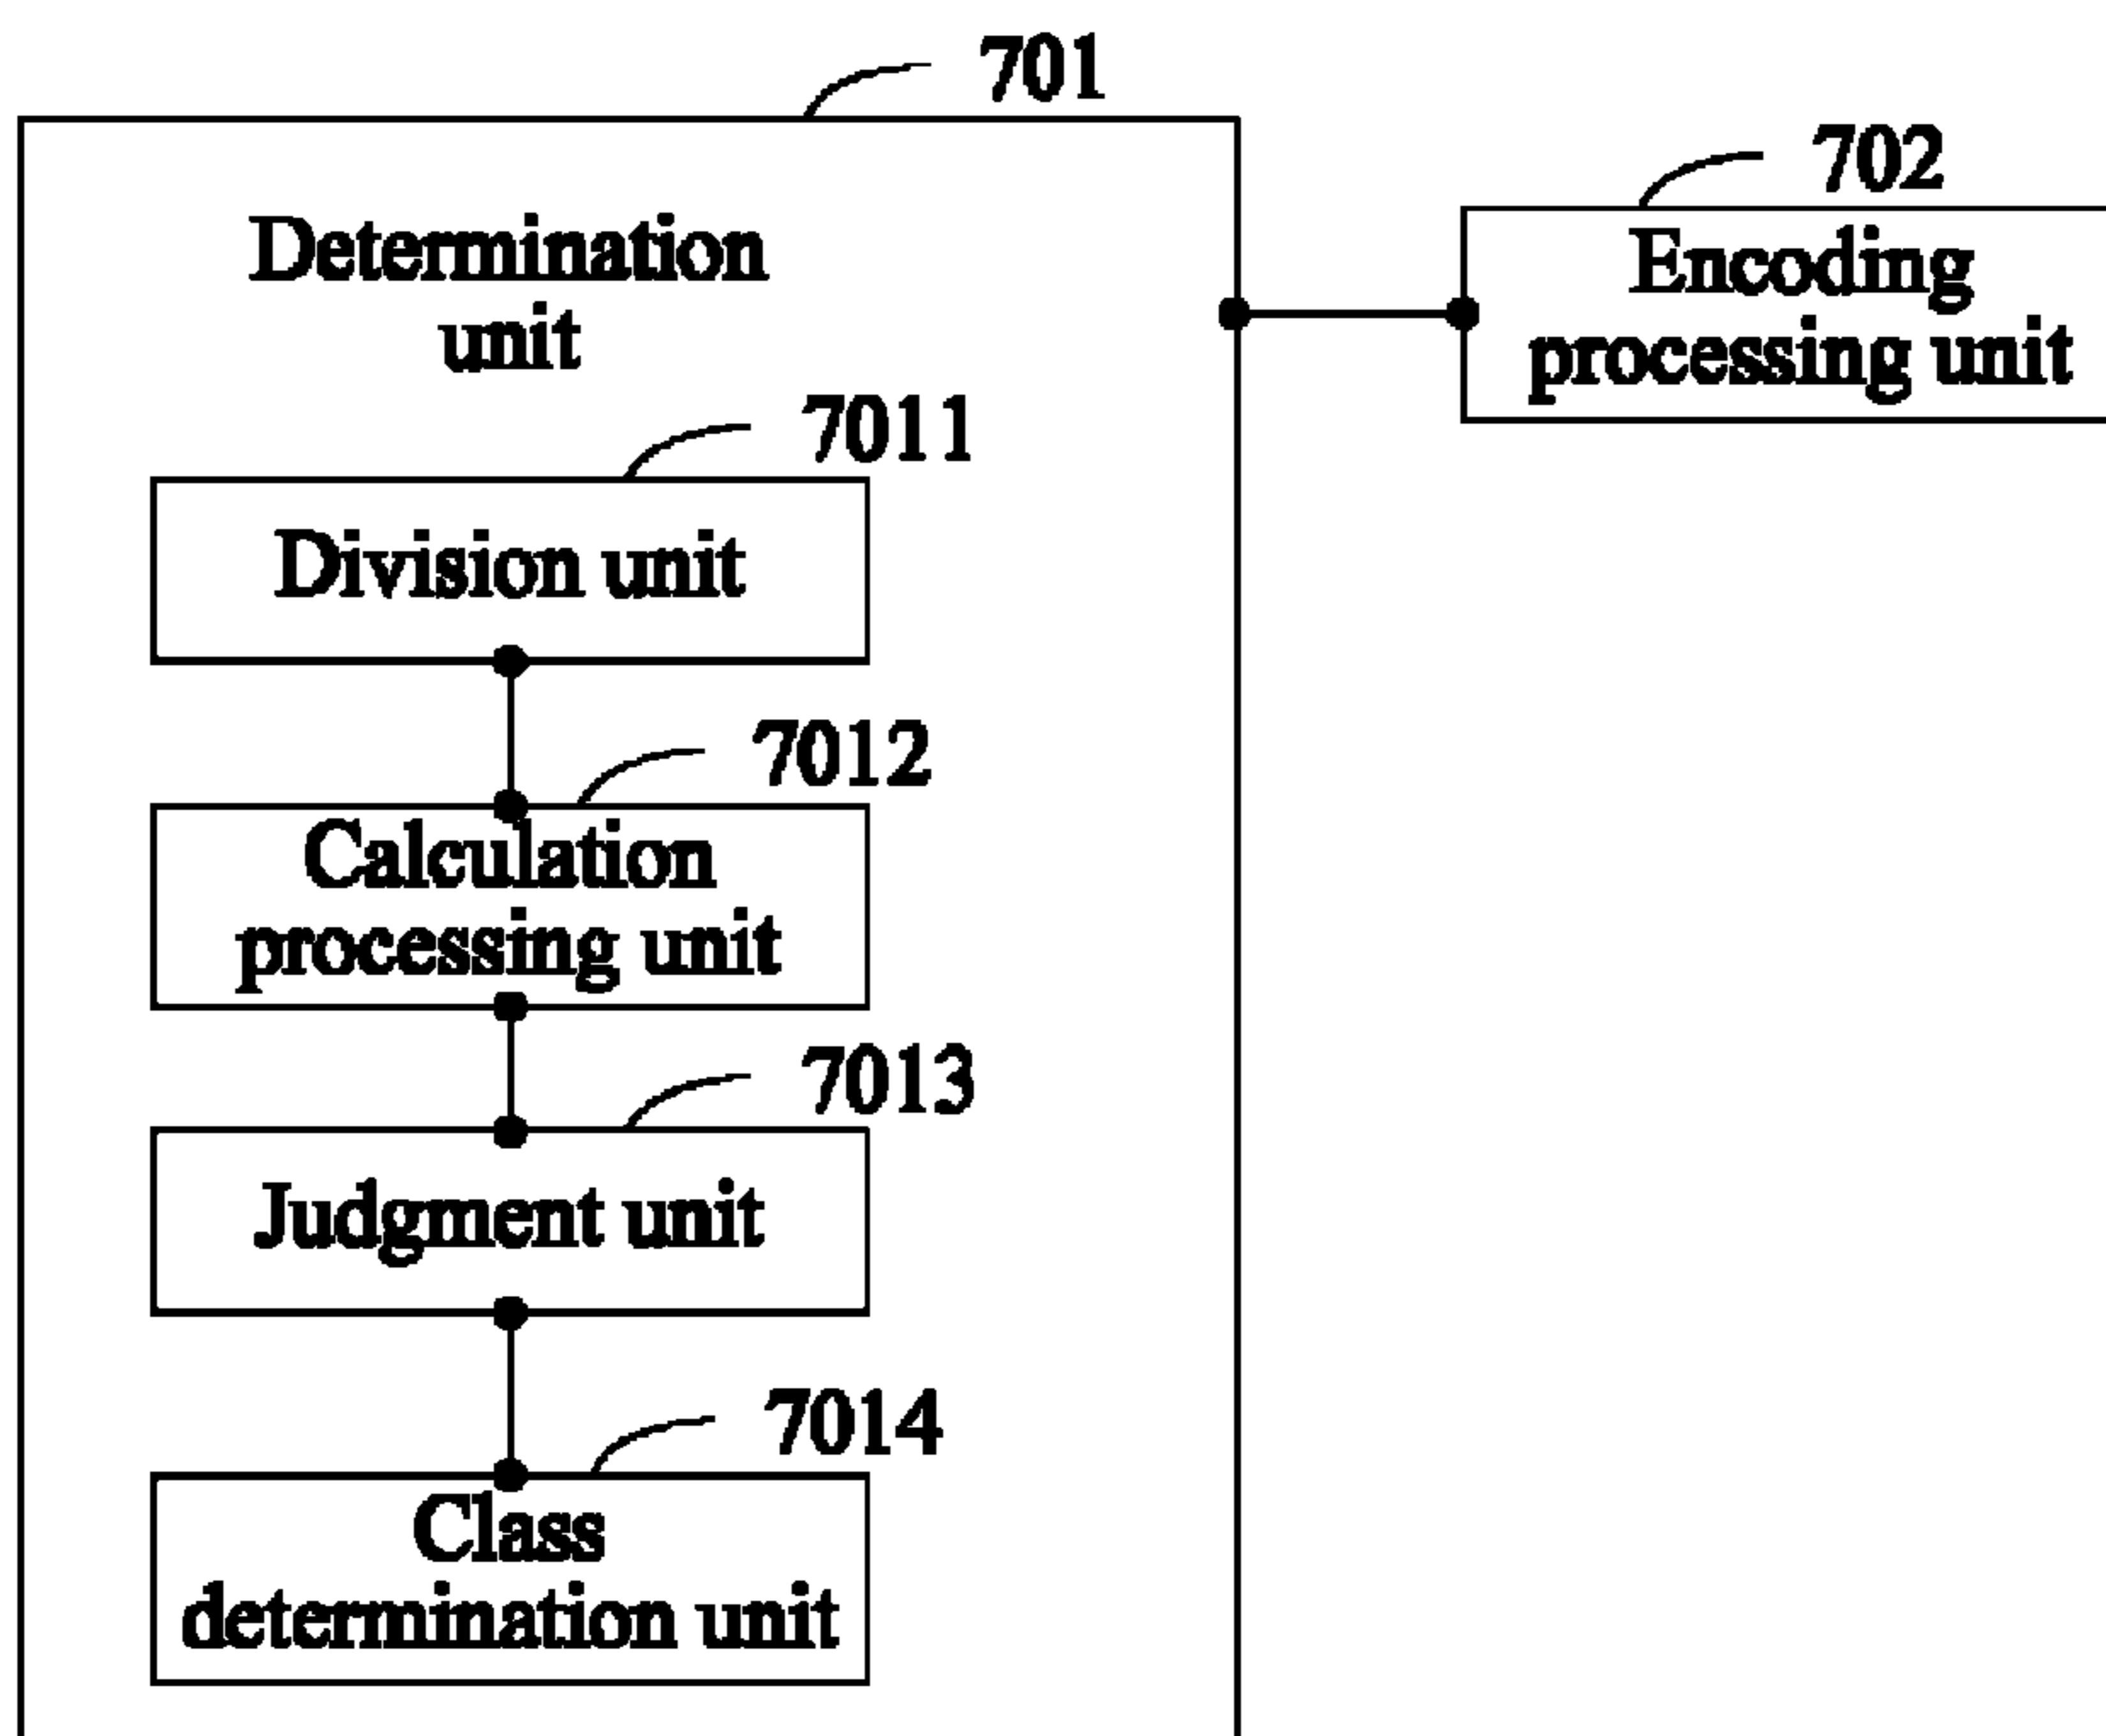 701
Determination
unit
7011
Division unit
7012
Calculation
processing unit
7013
Judgment unit
7014
Class
determination unit
702
Encoding
processing unit